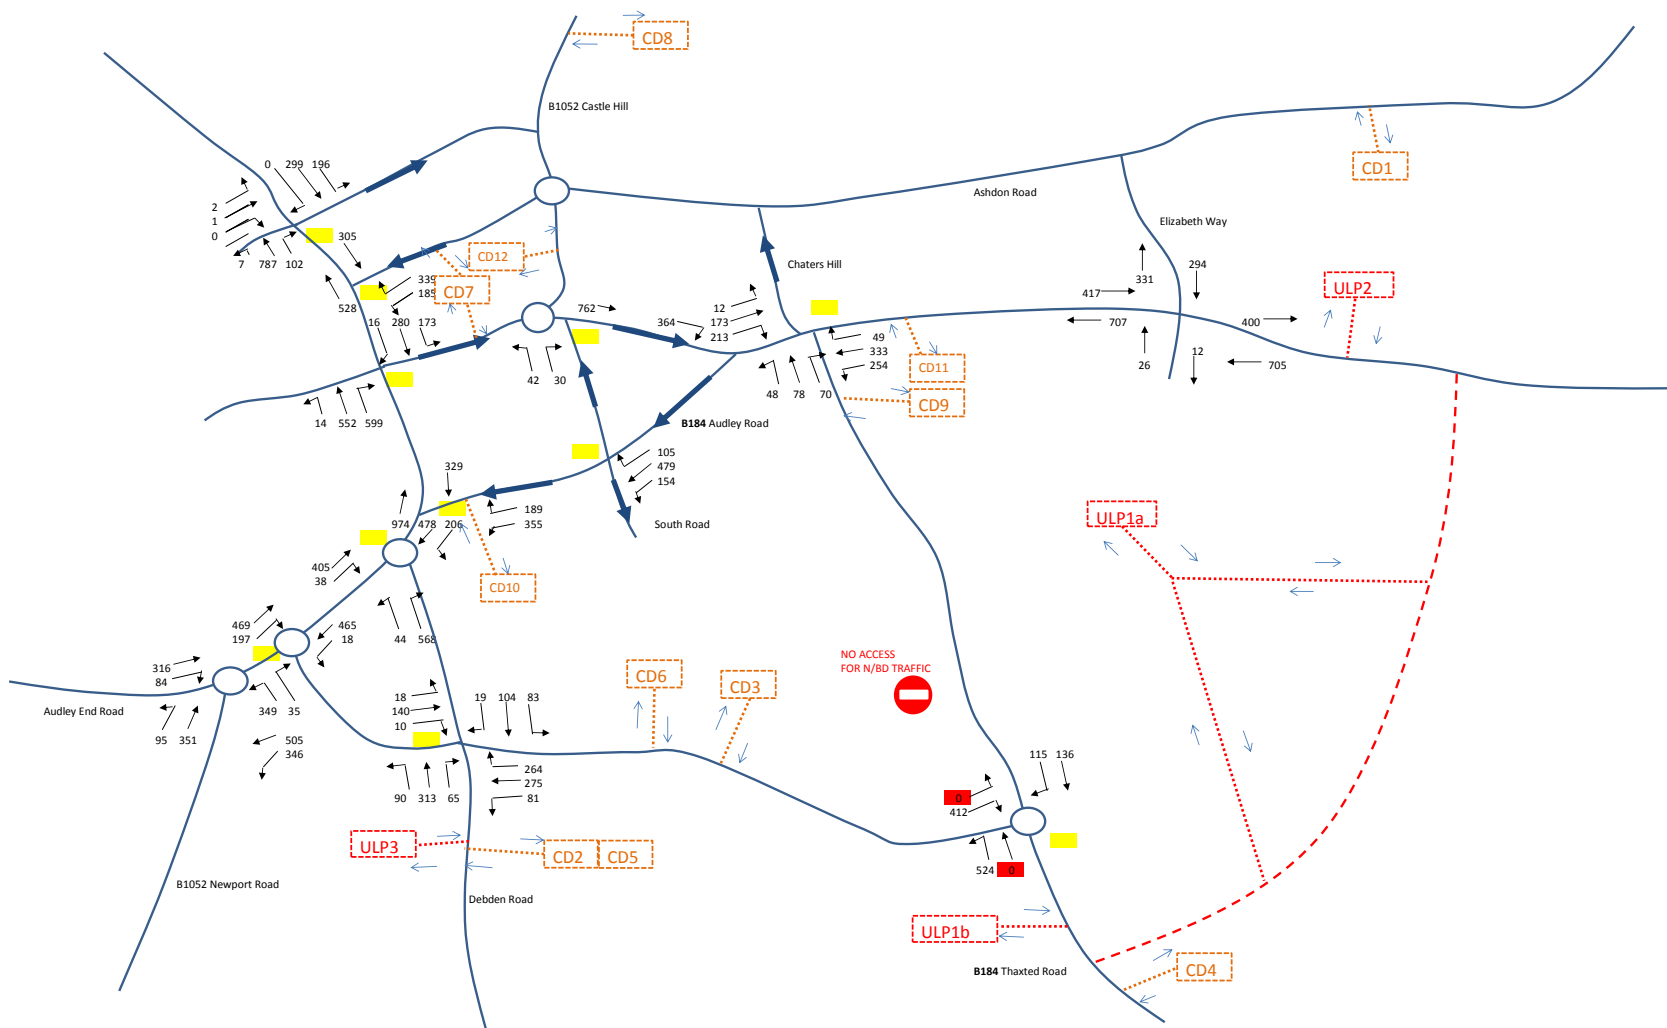 CD8
B1052 Castle Hill
CD1
0 299 196
Ashdon Road
2
1
0
Elizabeth Way
305
7 787 102
CD12
Chaters Hill
339
185
CD7
331
294
417
ULP2
528
762
12
173
213
364
16 280 173
49
333
254
707
400
42 30
48 78 70
CD11
26
12
705
CD9
14 552 599
B184 Audley Road
105
479
154
329
189
355
974 478 206
South Road
ULP1a
405
38
CD10
469
197
465
18
44 568
NO ACCESS
FOR N/BD TRAFFIC
316
84
CD6
CD3
349 35
18
140
10
19 104 83
Audley End Road
95 351
505
346
264
275
81
115 136
90 313 65
0
412
ULP3
CD2
CD5
524 0
B1052 Newport Road
Debden Road
ULP1b
B184 Thaxted Road
CD4